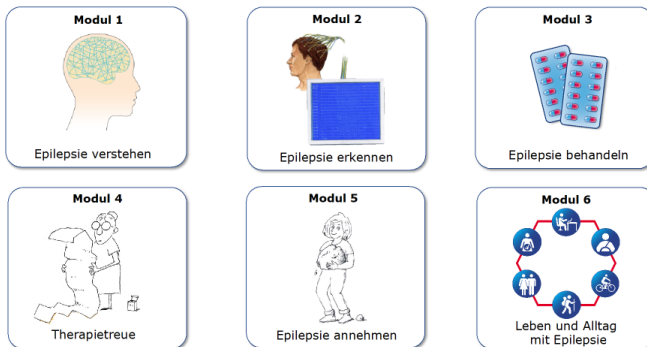 Modul 1
Epilepsie verstehen
Modul 2
Epilepsie erkennen
Modul 3
Epilepsie behandeln
Modul 4
Therapietreue
Modul 5
Epilepsie annehmen
Modul 6
Leben und Alltag
mit Epilepsie